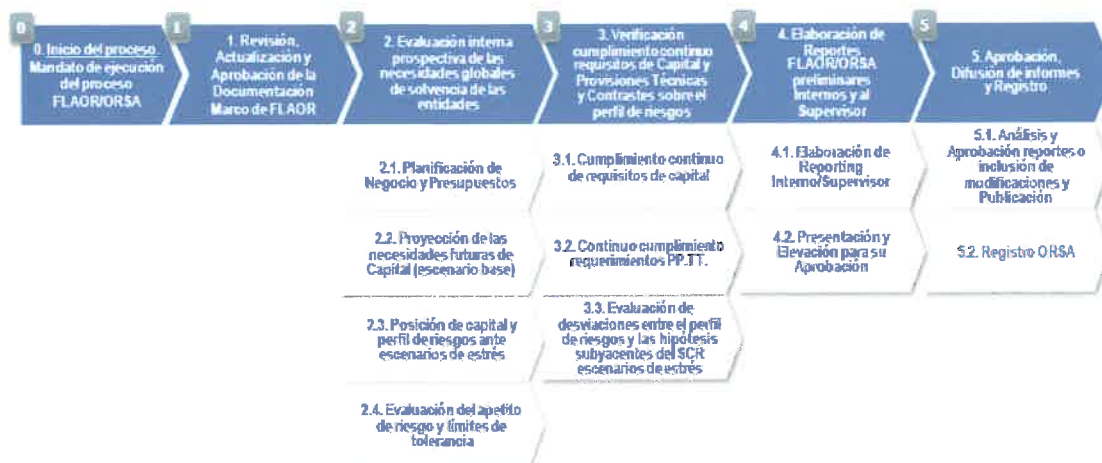 0
0. Inicio del proceso.
Mandato de ejecución
del proceso
FLAOR/ORSA
1
1. Revisión,
Actualización y
Aprobación de la
Documentación
Marco de FLAOR
2
2. Evaluación interna
prospectiva de las
necesidades globales
de solvencia de las
entidades
3
3. Verificación
cumplimiento continuo
requisitos de Capital y
Provisiones Técnicas
y Contrastes sobre el
perfil de riesgos
4
4. Elaboración de
Reportes
FLAOR/ORSA
preliminares
Internos y al
Supervisor
5
5. Aprobación,
Difusión de informes
y Registro
2.1. Planificación de
Negocio y Presupuestos
2.2. Proyección de las
necesidades futuras de
Capital (escenario base)
2.3. Posición de capital y
perfil de riesgos ante
escenarios de estrés
2.4. Evaluación del apetito
de riesgo y límites de
tolerancia
3.1. Cumplimiento continuo
de requisitos de capital
3.2. Continuo cumplimiento
requerimientos PP.TT.
3.3. Evaluación de
desviaciones entre el perfil
de riesgos y las hipótesis
subyacentes del SCR
escenarios de estrés
4.1. Elaboración de
Reporting
Interno/Supervisor
4.2. Presentación y
Elevación para su
Aprobación
5.1. Análisis y
Aprobación reportes o
inclusión de
modificaciones y
Publicación
5.2. Registro ORSA